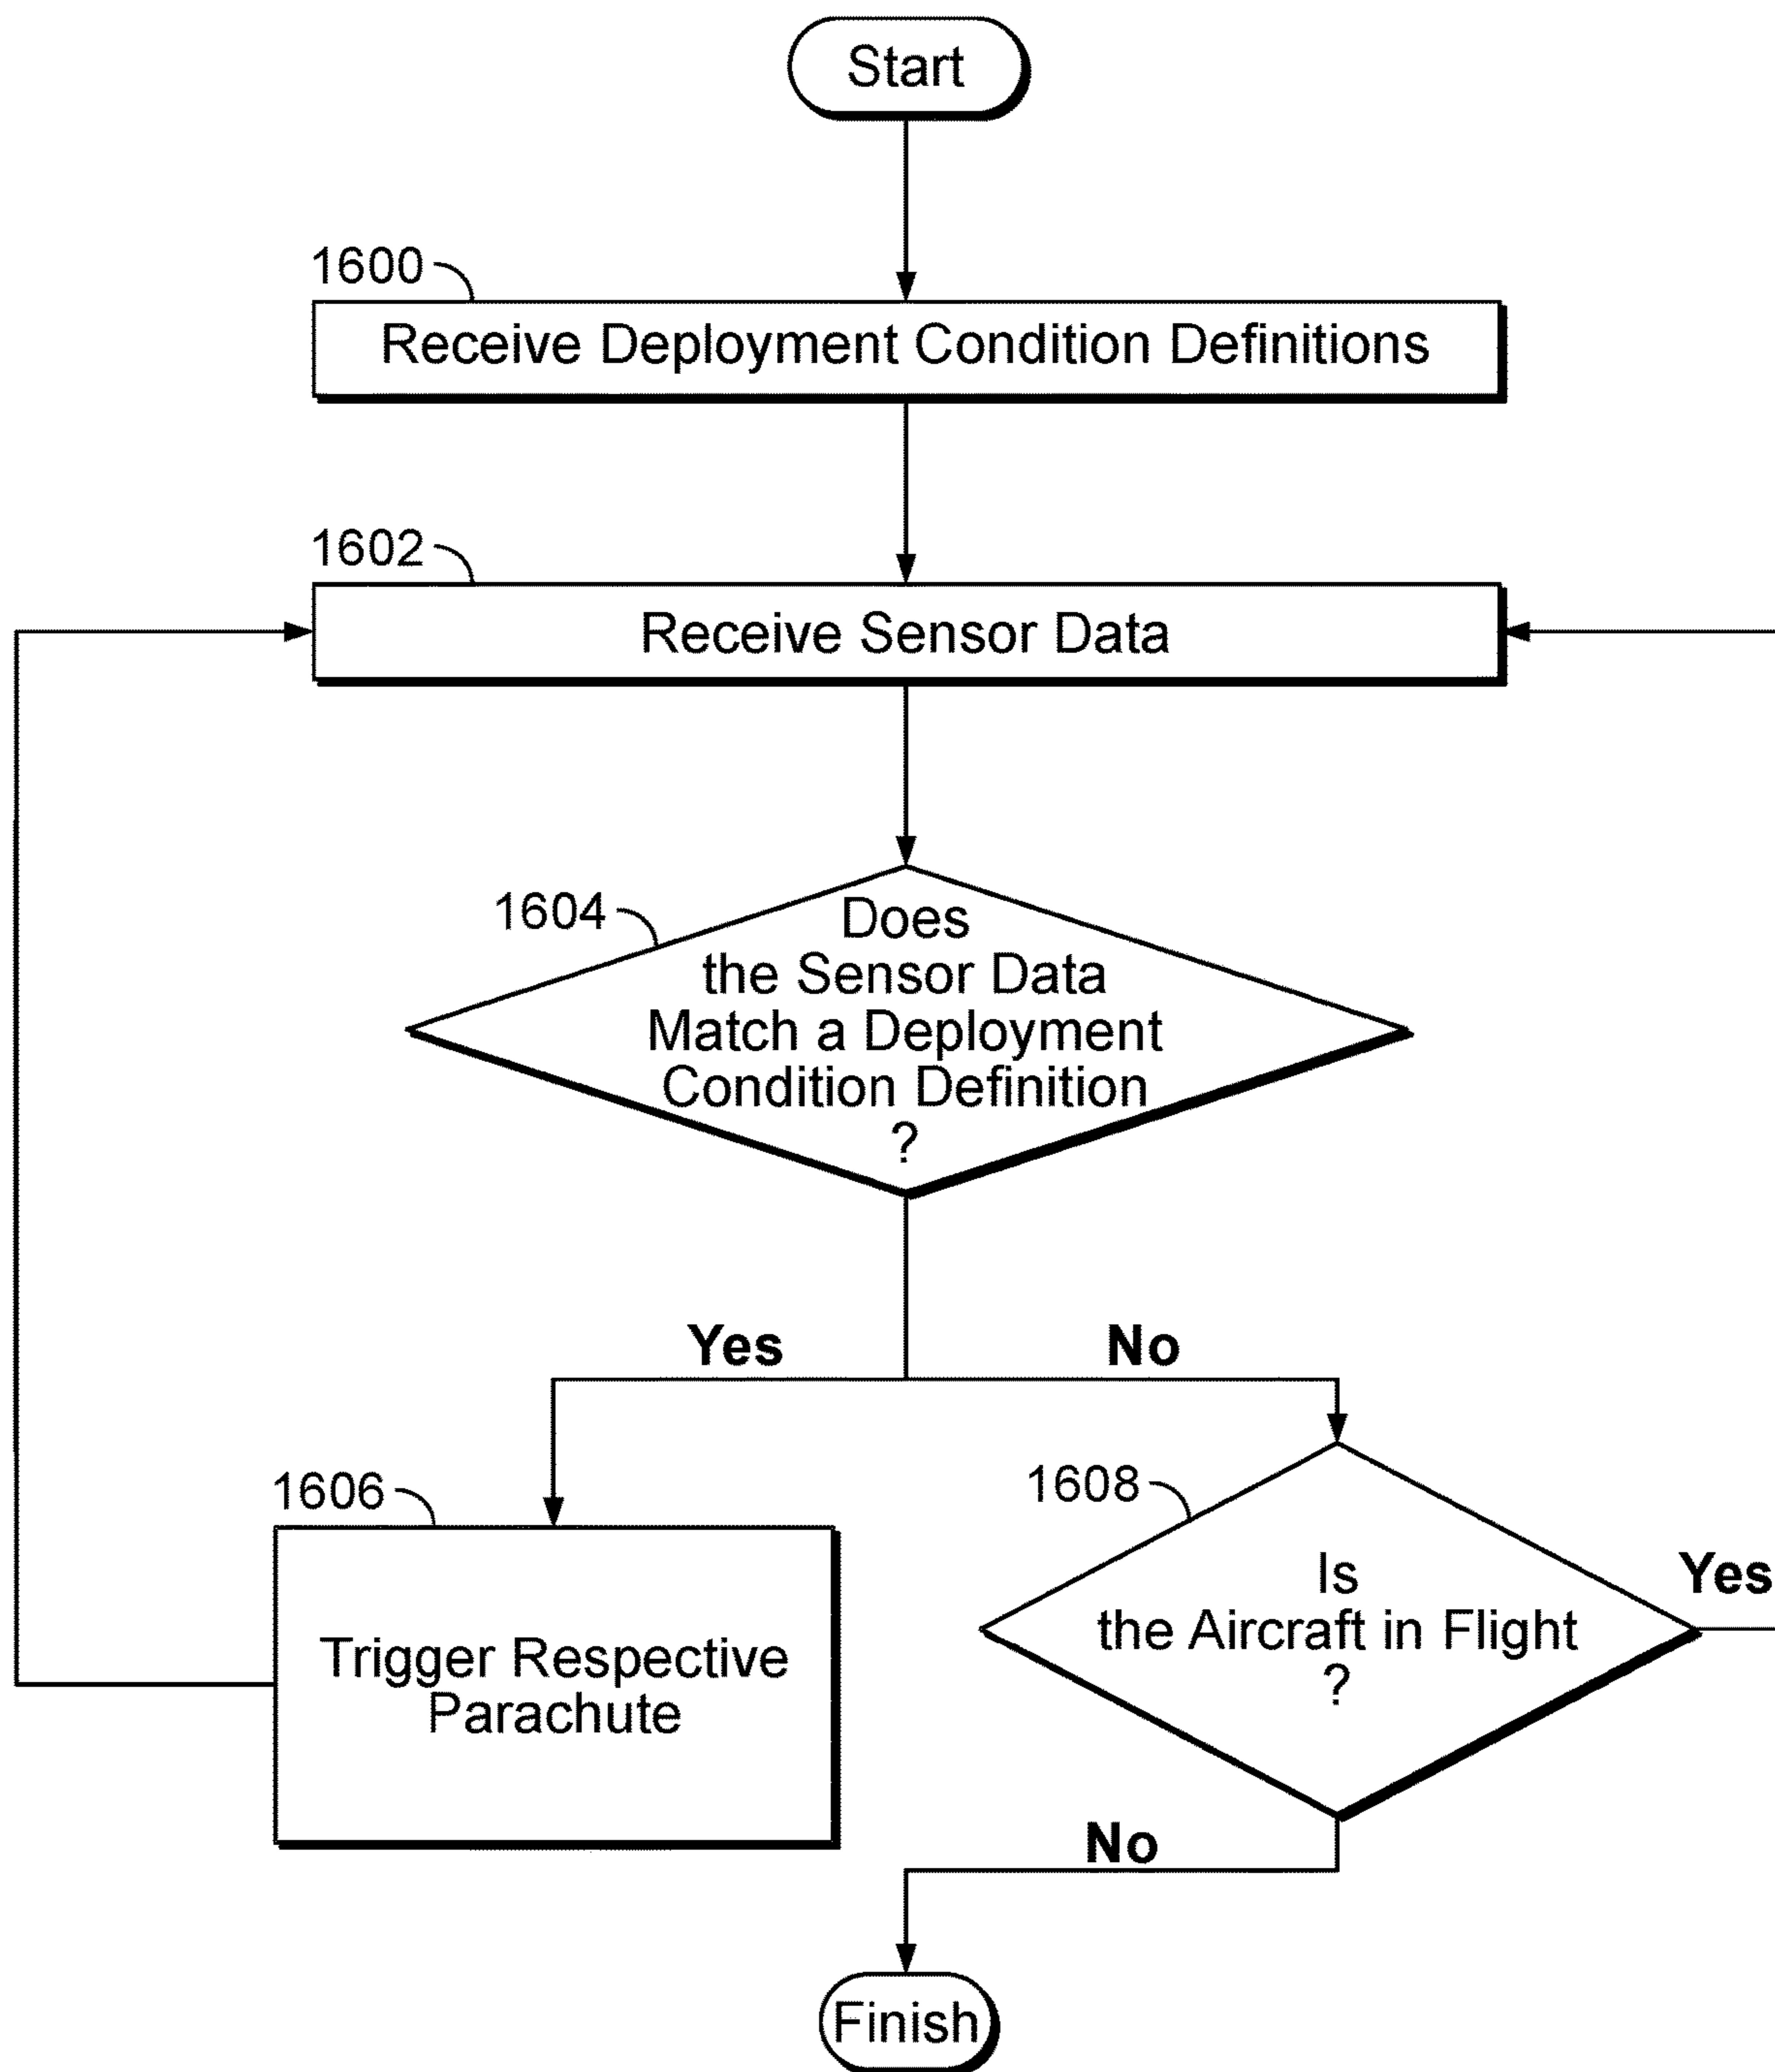 Start
1600
Receive Deployment Condition Definitions
1602
Receive Sensor Data
1604
Does
the Sensor Data
Match a Deployment
Condition Definition
?
Yes
No
1606
Trigger Respective
Parachute
1608
Is
the Aircraft in Flight
?
Yes
No
Finish